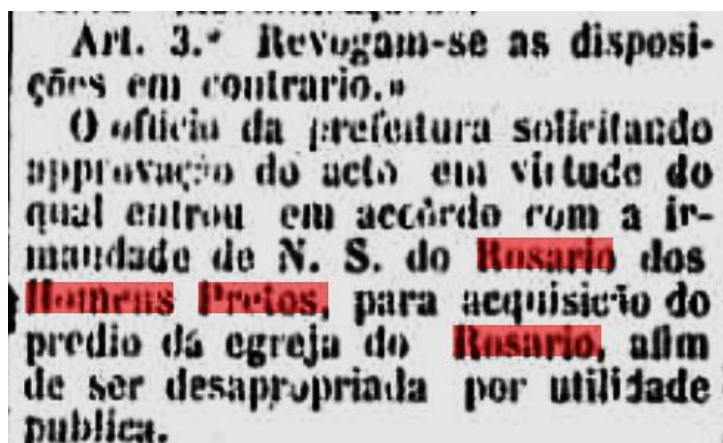 Art. 3.º Revogam-se as disposi-
ções em contrario.»
O officio da prefeitura solicitando
approvação do acto em virtude do
qual entrou em accôrdo com a ir-
mandade de N. S. do Rosario dos
Homens Pretos, para acquisição do
predio da egreja do Rosario, afim
de ser desapropriada por utilidade
publica.